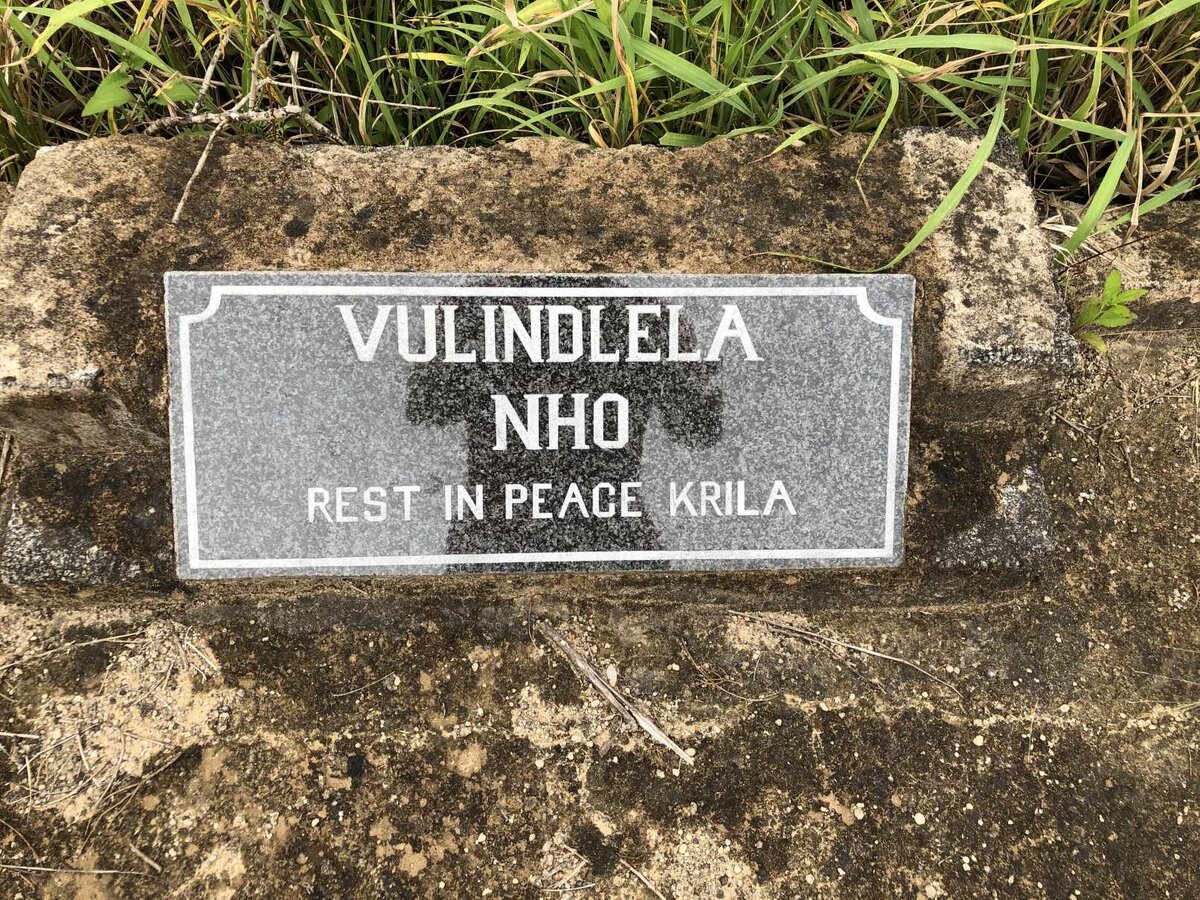 VULINDLELA
NHO
REST IN PEACE KRILA